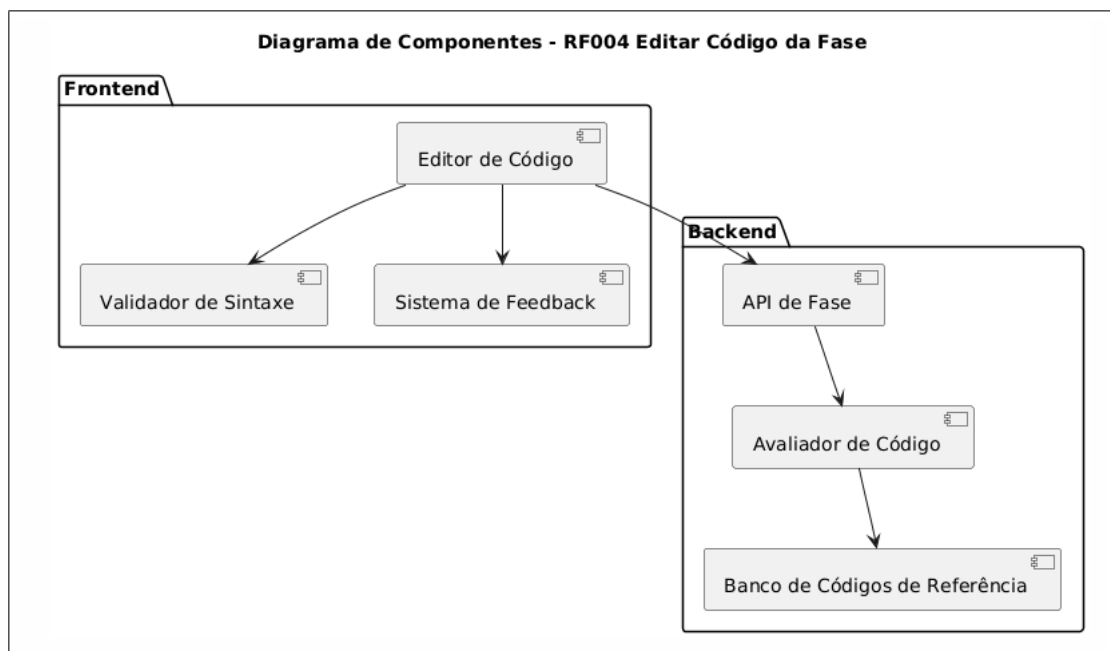 Diagrama de Componentes - RF004 Editar Código da Fase
Frontend
Editor de Código
Validador de Sintaxe
Sistema de Feedback
Backend
API de Fase
Avaliador de Código
Banco de Códigos de Referência